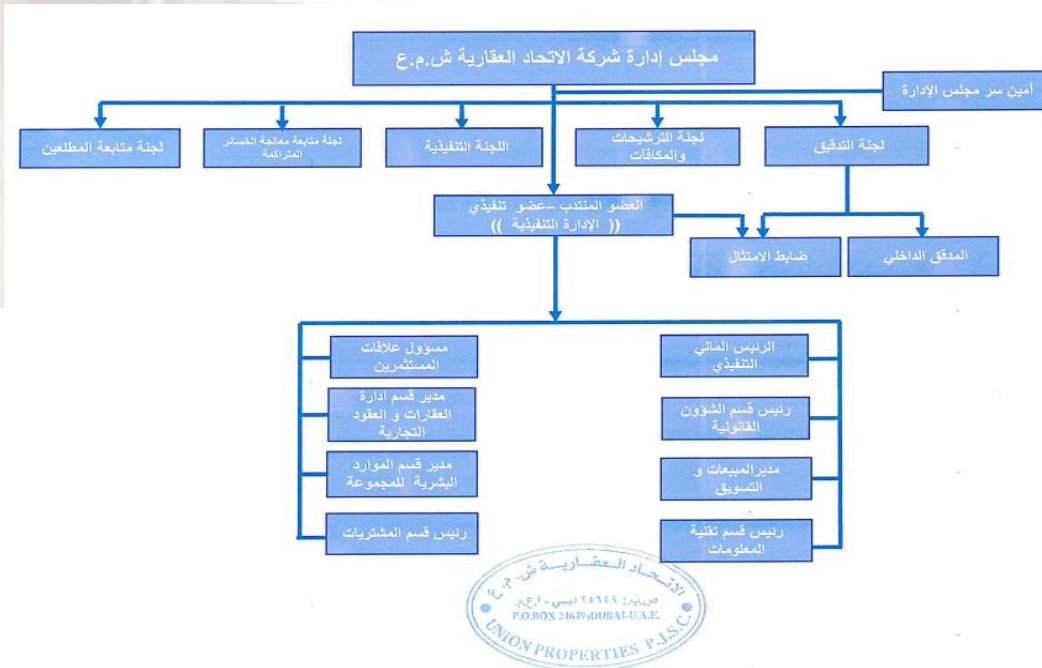 مجلس إدارة شركة الاتحاد العقارية ش.م.ع
أمين سر مجلس الإدارة
لجنة التدقيق
لجنة الترشيحات
والمكافآت
اللجنة التنفيذية
لجنة متابعة معالجة الخسائر
المتراكمة
لجنة متابعة المطلعين
العضو المنتدب –عضو تنفيذي
(( الإدارة التنفيذية ))
المدقق الداخلي
ضابط الامتثال
الرئيس المالي
التنفيذي
رئيس قسم الشؤون
القانونية
مديرالمبيعات و
التسويق
رئيس قسم تقنية
المعلومات
مسؤول علاقات
المستثمرين
مدير قسم ادارة
العقارات و العقود
التجارية
مدير قسم الموارد
البشرية للمجموعة
رئيس قسم المشتريات
الاتحاد العقارية ش.م.ع
ص.ب: ٢٤٦٤٩ دبي - ا.ع.م
P.O.BOX 24649,DUBAI-U.A.E.
UNION PROPERTIES P.J.S.C.